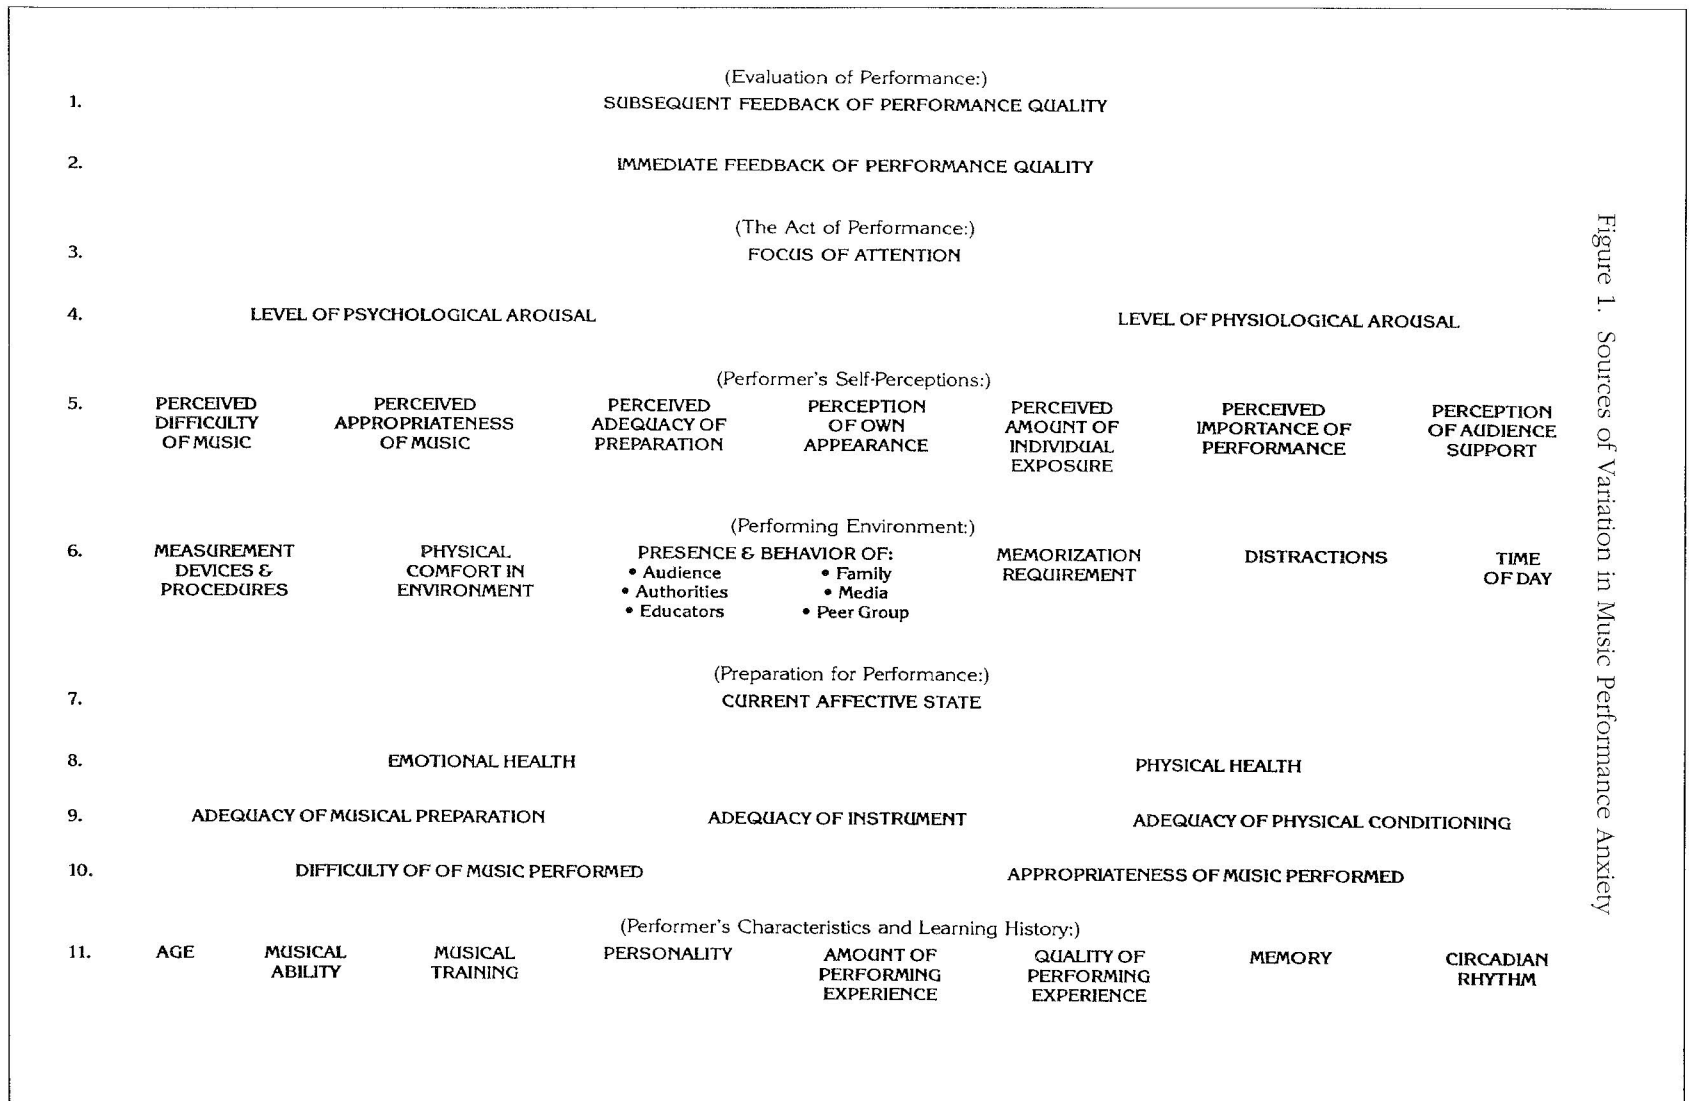 (Evaluation of Performance:)
1. SUBSEQUENT FEEDBACK OF PERFORMANCE QUALITY
2. IMMEDIATE FEEDBACK OF PERFORMANCE QUALITY
(The Act of Performance:)
3. FOCUS OF ATTENTION
4. LEVEL OF PSYCHOLOGICAL AROUSAL LEVEL OF PHYSIOLOGICAL AROUSAL
(Performer's Self-Perceptions:)
5. PERCEIVED PERCEIVED PERCEIVED PERCEPTION PERCEIVED PERCEIVED PERCEPTION
DIFFICULTY APPROPRIATENESS ADEQUACY OF OF OWN AMOUNT OF IMPORTANCE OF OF AUDIENCE
OF MUSIC OF MUSIC PREPARATION APPEARANCE INDIVIDUAL PERFORMANCE SUPPORT
EXPOSURE
(Performing Environment:)
6. MEASUREMENT PHYSICAL PRESENCE & BEHAVIOR OF: MEMORIZATION DISTRACTIONS TIME
DEVICES & COMFORT IN • Audience • Family REQUIREMENT OF DAY
PROCEDURES ENVIRONMENT • Authorities • Media
• Educators • Peer Group
(Preparation for Performance:)
7. CURRENT AFFECTIVE STATE
8. EMOTIONAL HEALTH PHYSICAL HEALTH
9. ADEQUACY OF MUSICAL PREPARATION ADEQUACY OF INSTRUMENT ADEQUACY OF PHYSICAL CONDITIONING
10. DIFFICULTY OF OF MUSIC PERFORMED APPROPRIATENESS OF MUSIC PERFORMED
(Performer's Characteristics and Learning History:)
11. AGE MUSICAL MUSICAL PERSONALITY AMOUNT OF QUALITY OF MEMORY CIRCADIAN
ABILITY TRAINING PERFORMING PERFORMING RHYTHM
EXPERIENCE EXPERIENCE
Figure 1. Sources of Variation in Music Performance Anxiety